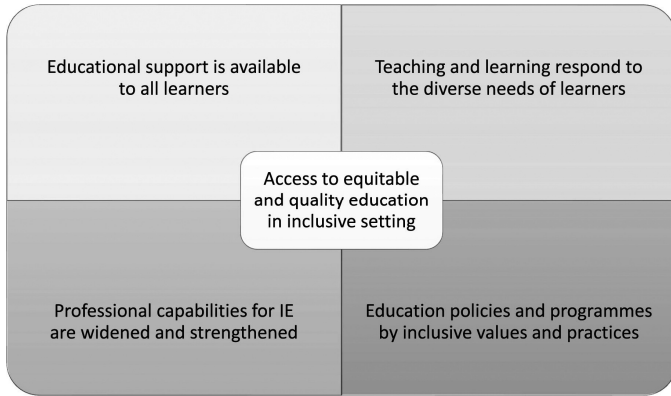 Educational support is available
to all learners
Teaching and learning respond to
the diverse needs of learners
Access to equitable
and quality education
in inclusive setting
Professional capabilities for IE
are widened and strengthened
Education policies and programmes
by inclusive values and practices